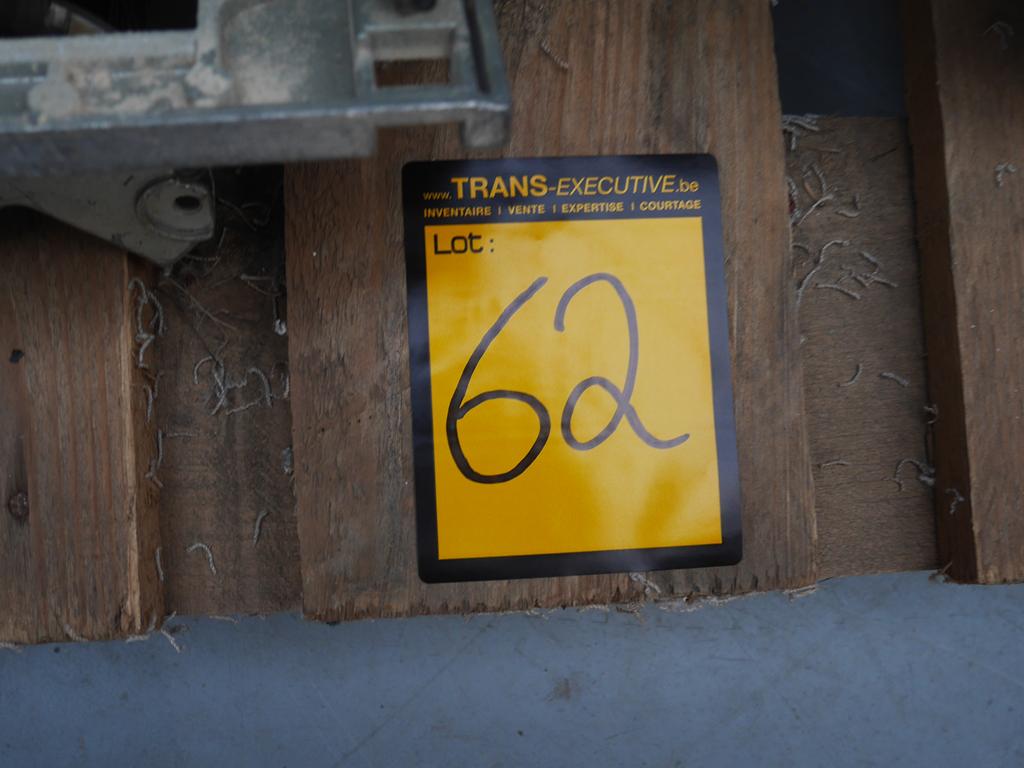 www.TRANS-EXECUTIVE.be
INVENTAIRE | VENTE | EXPERTISE | COURTAGE
Lot:
62